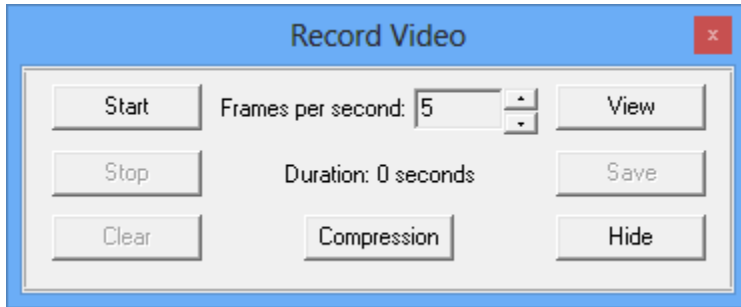 Record Video
x
Start Frames per second: 5 View
Stop Duration: 0 seconds Save
Clear Compression Hide